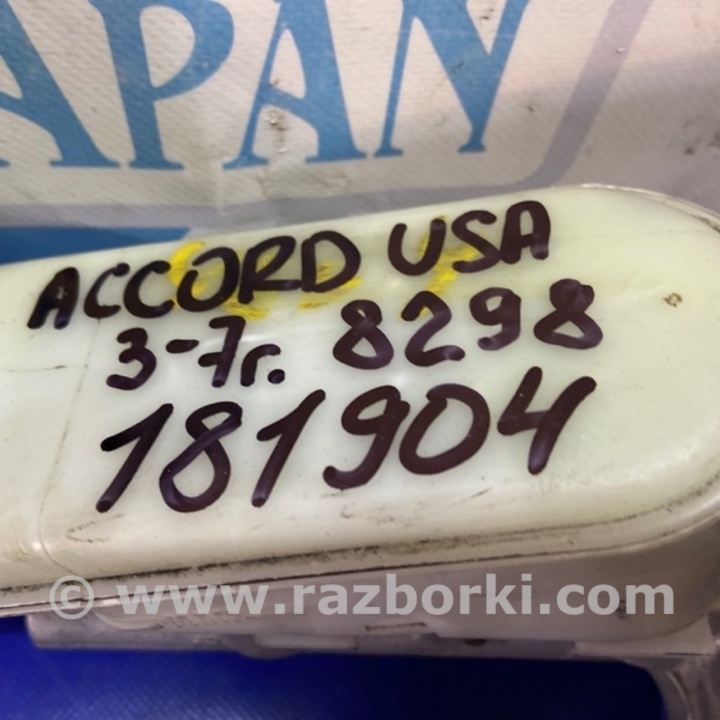 APAN
ACCORD USA
3-7г. 8298
181904
© www.razborki.com